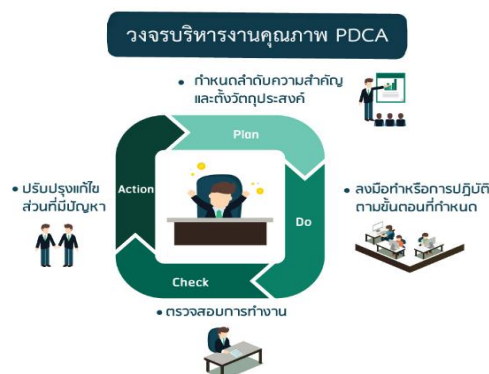 วงจรบริหารงานคุณภาพ PDCA
• กำหนดลำดับความสำคัญ
และตั้งวัตถุประสงค์
Plan
• ปรับปรุงแก้ไข
ส่วนที่มีปัญหา
Action
Do
• ลงมือทำหรือการปฏิบัติ
ตามขั้นตอนที่กำหนด
Check
• ตรวจสอบการทำงาน